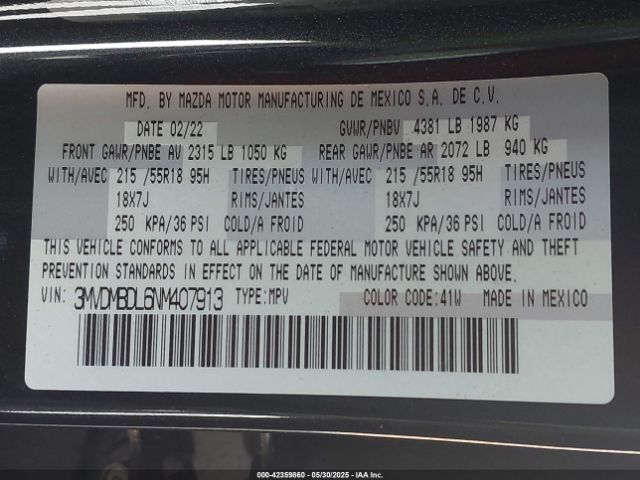 MFD. BY MAZDA MOTOR MANUFACTURING DE MEXICO S.A. DE C.V.
DATE 02/22 GVWR/PNBV 4381 LB 1987 KG
FRONT GAWR/PNBE AV 2315 LB 1050 KG REAR GAWR/PNBE AR 2072 LB 940 KG
WITH/AVEC 215 /55R18 95H TIRES/PNEUS WITH/AVEC 215 /55R18 95H TIRES/PNEUS
18X7J RIMS/JANTES 18X7J RIMS/JANTES
250 KPA/36 PSI COLD/A FROID 250 KPA/36 PSI COLD/A FROID
THIS VEHICLE CONFORMS TO ALL APPLICABLE FEDERAL MOTOR VEHICLE SAFETY AND THEFT
PREVENTION STANDARDS IN EFFECT ON THE DATE OF MANUFACTURE SHOWN ABOVE.
VIN: 3MVDMBDL6NM407913 TYPE:MPV COLOR CODE:41W MADE IN MEXICO
000-42359860 - 05/30/2025 - IAA Inc.